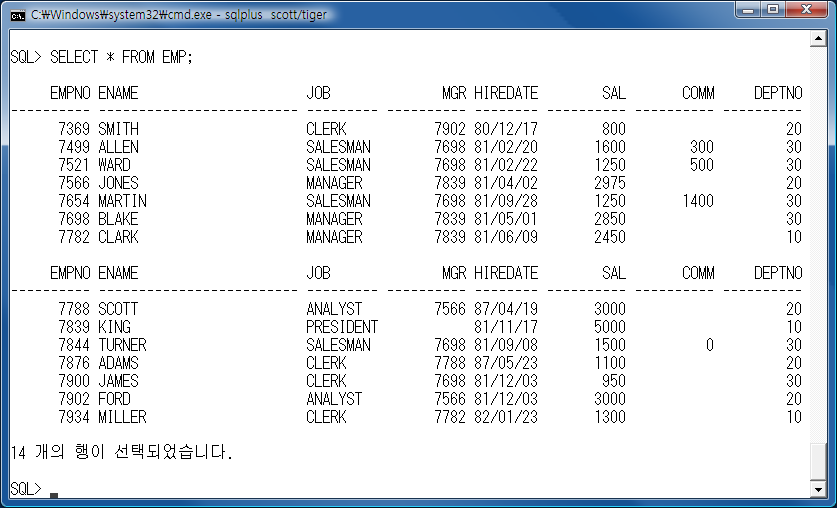 C:₩Windows₩system32₩cmd.exe - sqlplus  scott/tiger
SQL> SELECT * FROM EMP;
     EMPNO ENAME                     JOB              MGR HIREDATE        SAL       COMM     DEPTNO
---------- ------------------------- --------- ---------- -------- ---------- ---------- ----------
      7369 SMITH                     CLERK           7902 80/12/17        800                    20
      7499 ALLEN                     SALESMAN        7698 81/02/20       1600        300         30
      7521 WARD                      SALESMAN        7698 81/02/22       1250        500         30
      7566 JONES                     MANAGER         7839 81/04/02       2975                    20
      7654 MARTIN                    SALESMAN        7698 81/09/28       1250       1400         30
      7698 BLAKE                     MANAGER         7839 81/05/01       2850                    30
      7782 CLARK                     MANAGER         7839 81/06/09       2450                    10
     EMPNO ENAME                     JOB              MGR HIREDATE        SAL       COMM     DEPTNO
---------- ------------------------- --------- ---------- -------- ---------- ---------- ----------
      7788 SCOTT                     ANALYST         7566 87/04/19       3000                    20
      7839 KING                      PRESIDENT            81/11/17       5000                    10
      7844 TURNER                    SALESMAN        7698 81/09/08       1500          0         30
      7876 ADAMS                     CLERK           7788 87/05/23       1100                    20
      7900 JAMES                     CLERK           7698 81/12/03        950                    30
      7902 FORD                      ANALYST         7566 81/12/03       3000                    20
      7934 MILLER                    CLERK           7782 82/01/23       1300                    10
14 개의 행이 선택되었습니다.
SQL>